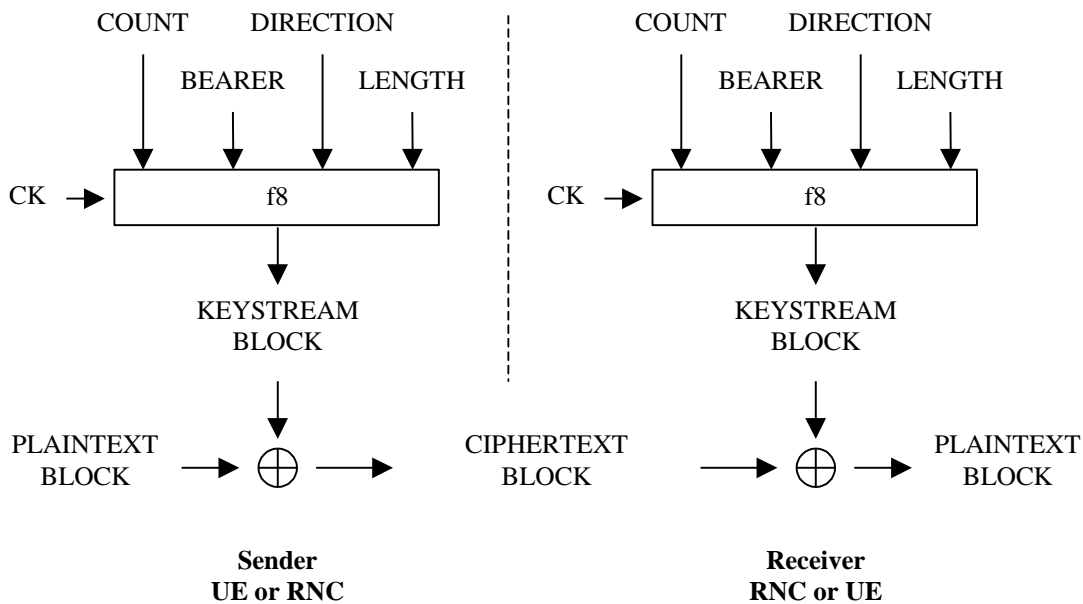 COUNT DIRECTION COUNT DIRECTION
BEARER LENGTH BEARER LENGTH
CK f8 CK f8
KEYSTREAM KEYSTREAM
BLOCK BLOCK
PLAINTEXT CIPHERTEXT PLAINTEXT
BLOCK BLOCK BLOCK
Sender Receiver
UE or RNC RNC or UE